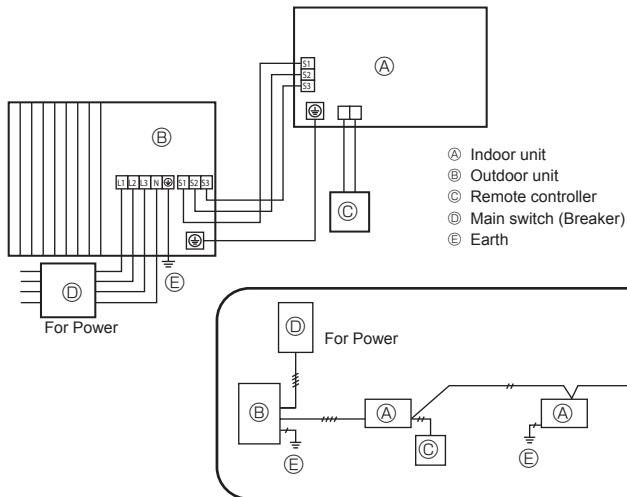 S1
S2
S3
Ⓐ
Ⓑ
L1 L2 L3 N S1 S2 S3
Ⓒ
Ⓐ Indoor unit
Ⓑ Outdoor unit
Ⓒ Remote controller
Ⓓ Main switch (Breaker)
Ⓔ Earth
Ⓔ
Ⓓ
For Power
Ⓓ For Power
Ⓑ Ⓐ Ⓐ
Ⓒ
Ⓔ Ⓔ